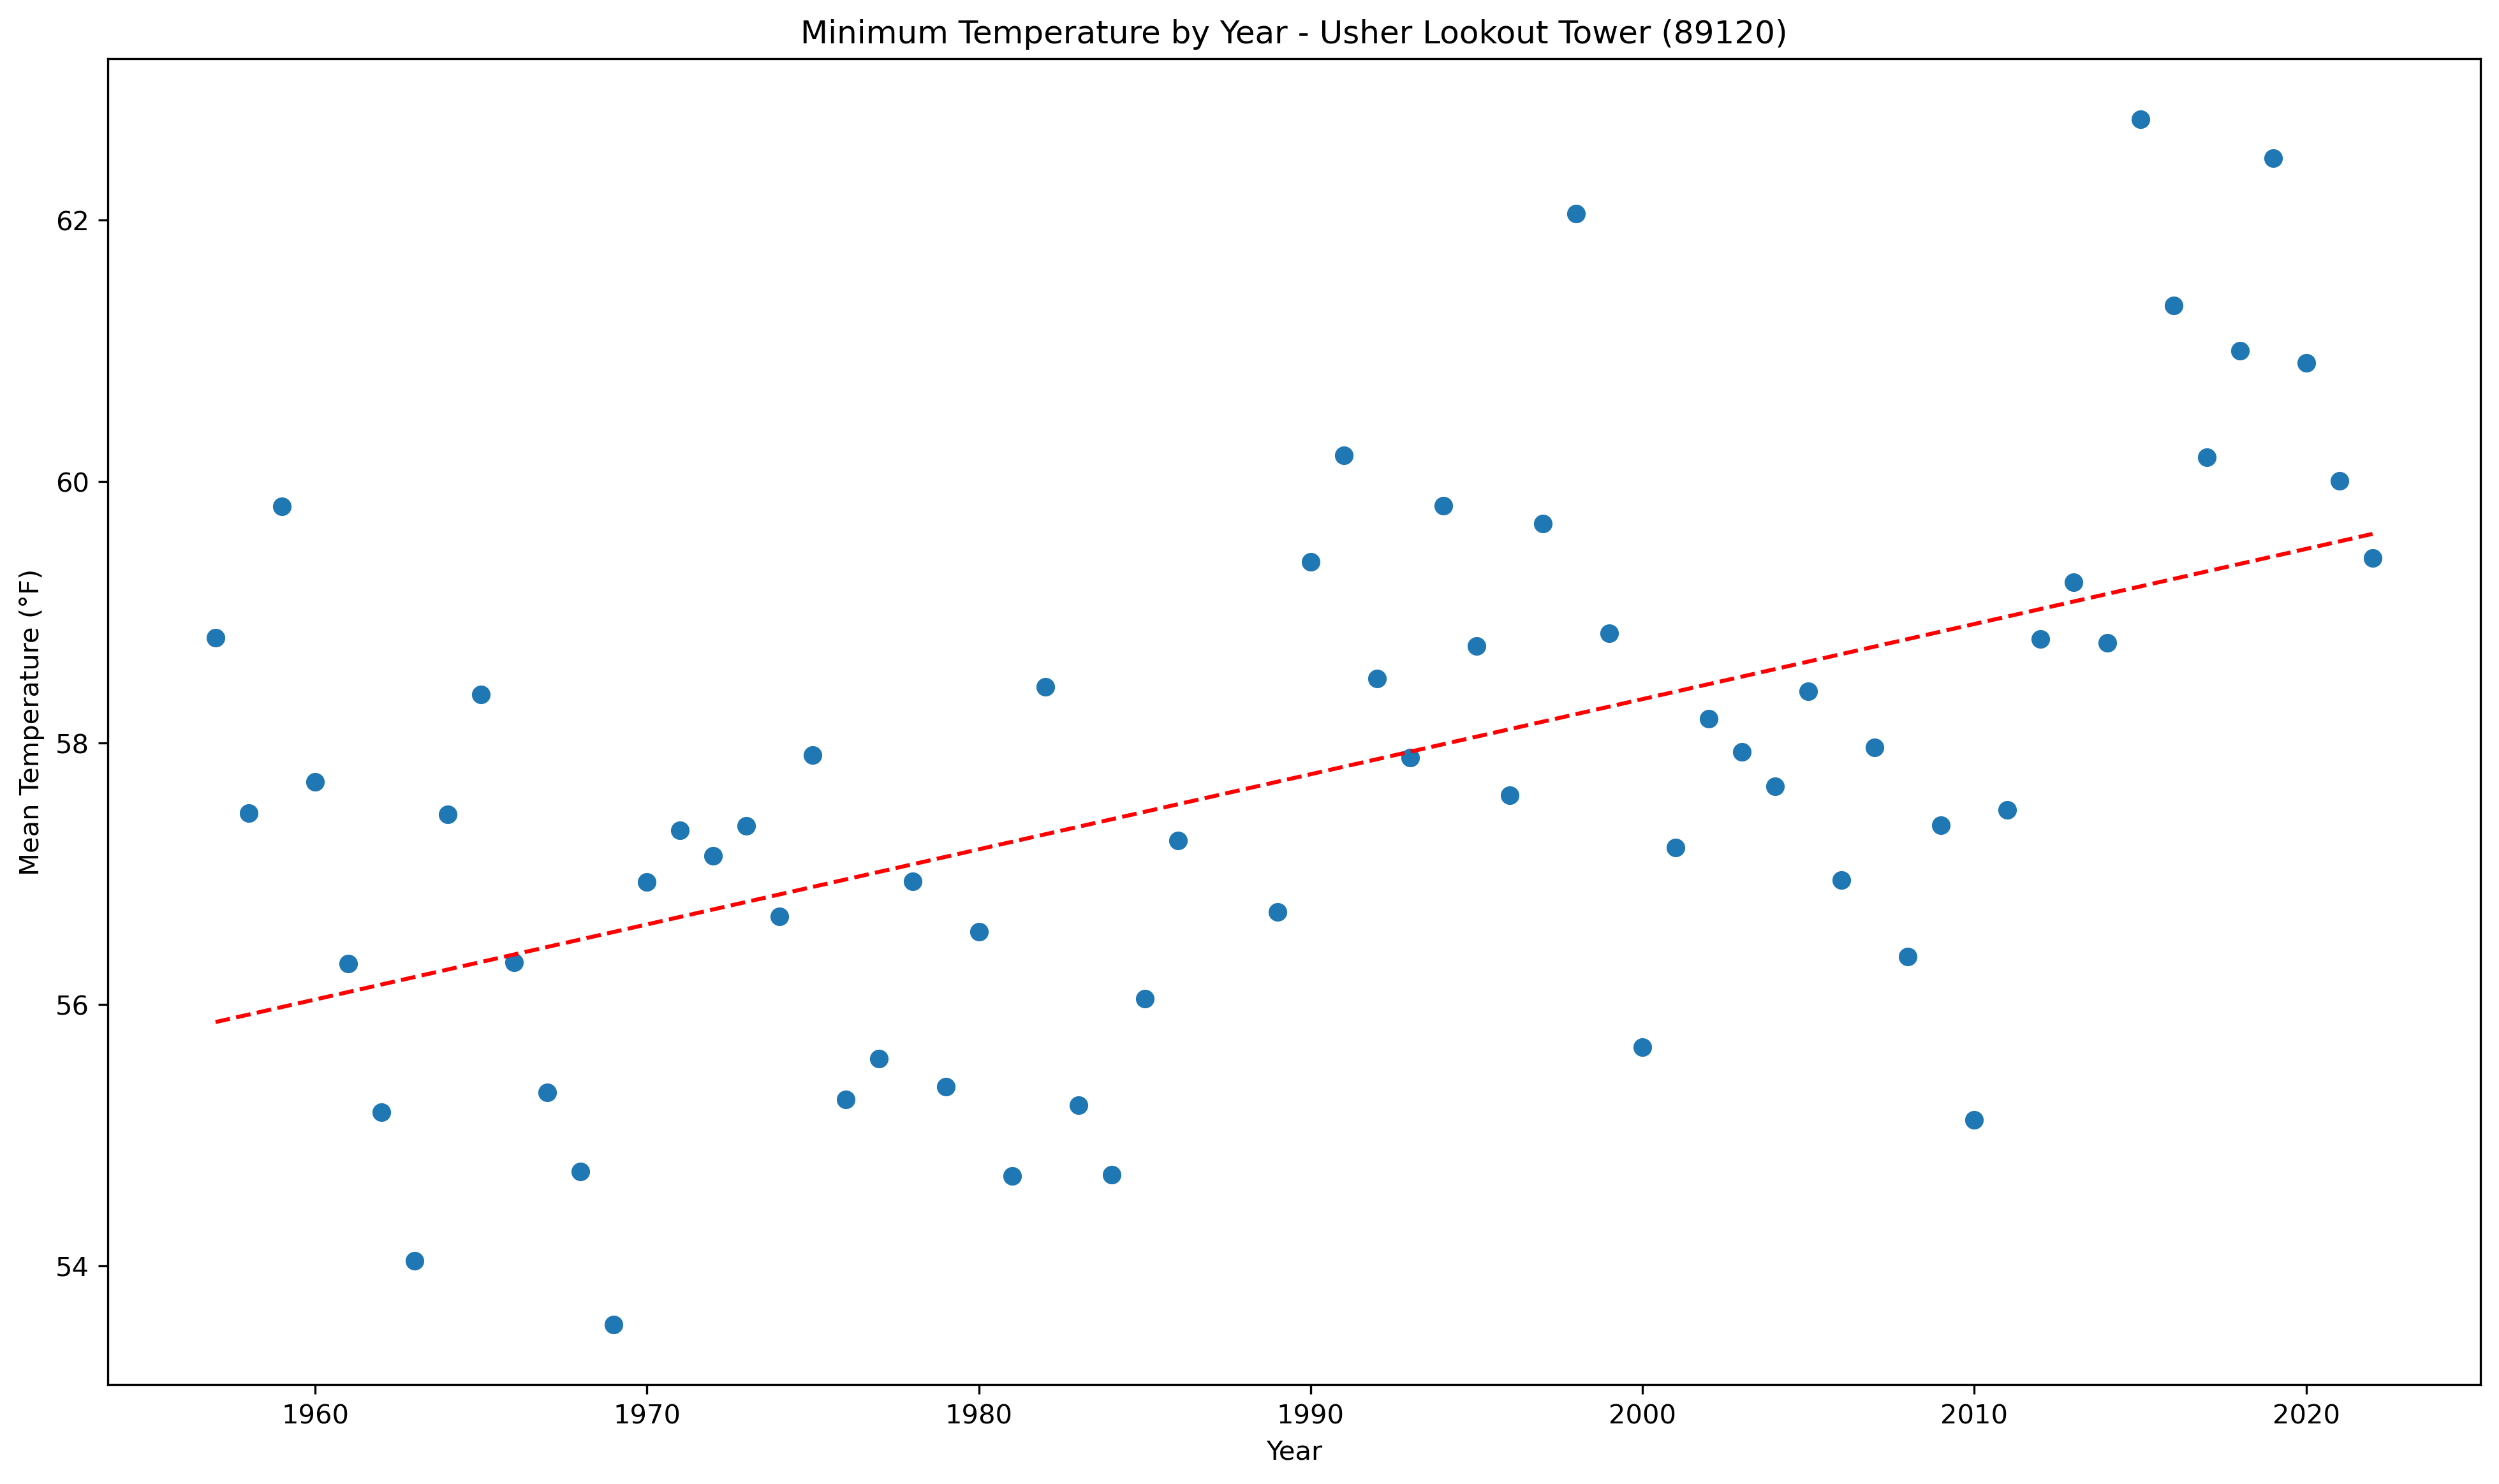 Minimum Temperature by Year - Usher Lookout Tower (89120)
62
60
58
56
54
Mean Temperature (°F)
1960 1970 1980 1990 2000 2010 2020
Year